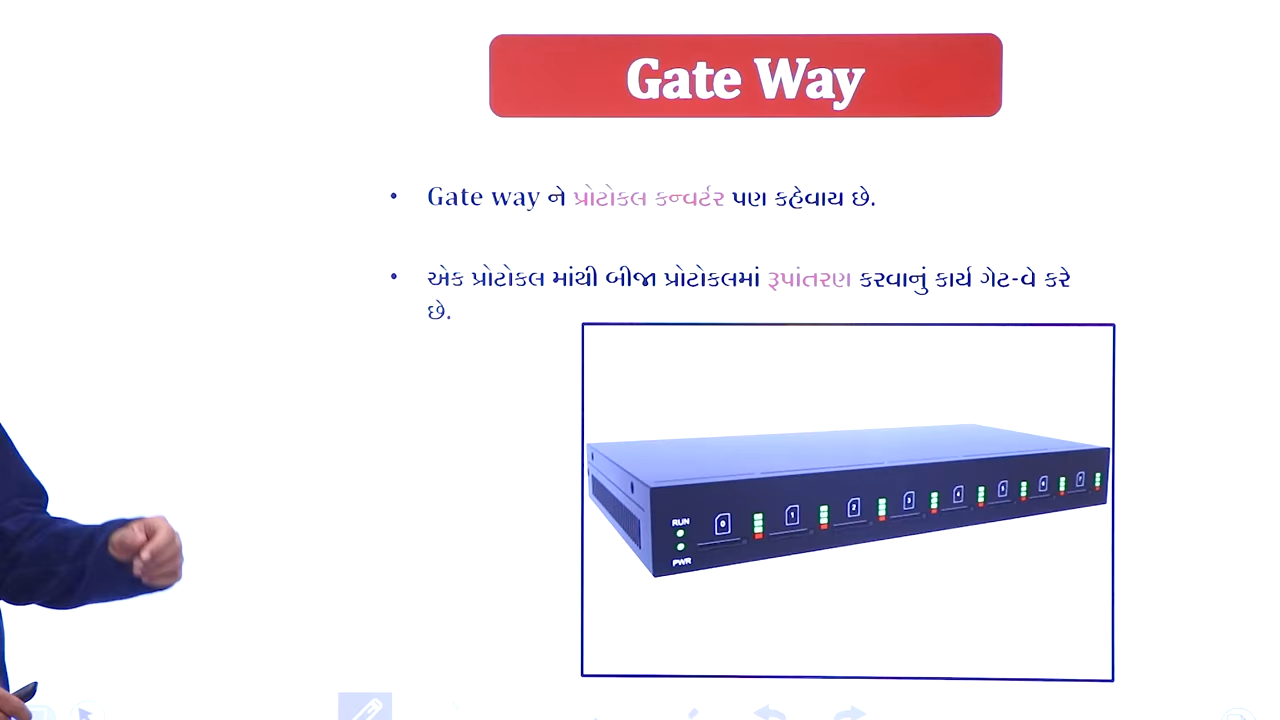 Gate Way
• Gate way ને પ્રોટોકલ કન્વર્ટર પણ કહેવાય છે.
• એક પ્રોટોકલ માંથી બીજા પ્રોટોકલમાં રૂપાંતરણ કરવાનું કાર્ય ગેટ-વે કરે
છે.
RUN
PWR
0
1
2
3
4
5
6
7